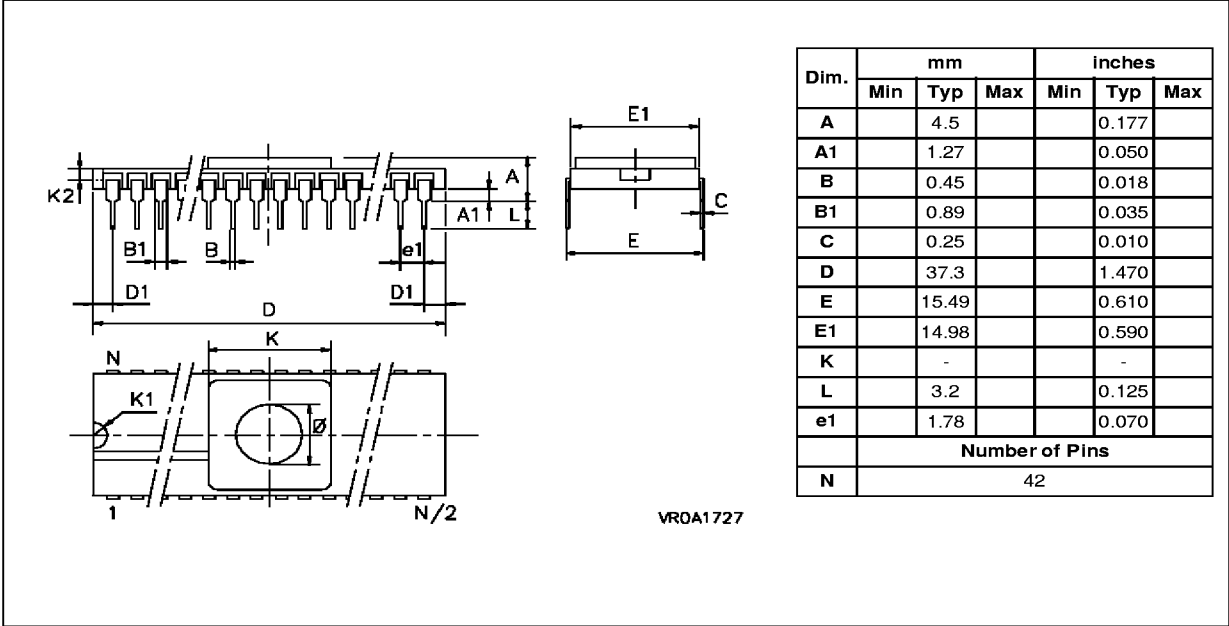 E1
A
K2
A1
L
C
B1
B
e1
E
D1
D1
D
K
N
K1
Ø
1
N/2
VR0A1727
Dim. mm inches
Min Typ Max Min Typ Max
A 4.5 0.177
A1 1.27 0.050
B 0.45 0.018
B1 0.89 0.035
C 0.25 0.010
D 37.3 1.470
E 15.49 0.610
E1 14.98 0.590
K - -
L 3.2 0.125
e1 1.78 0.070
Number of Pins
N 42